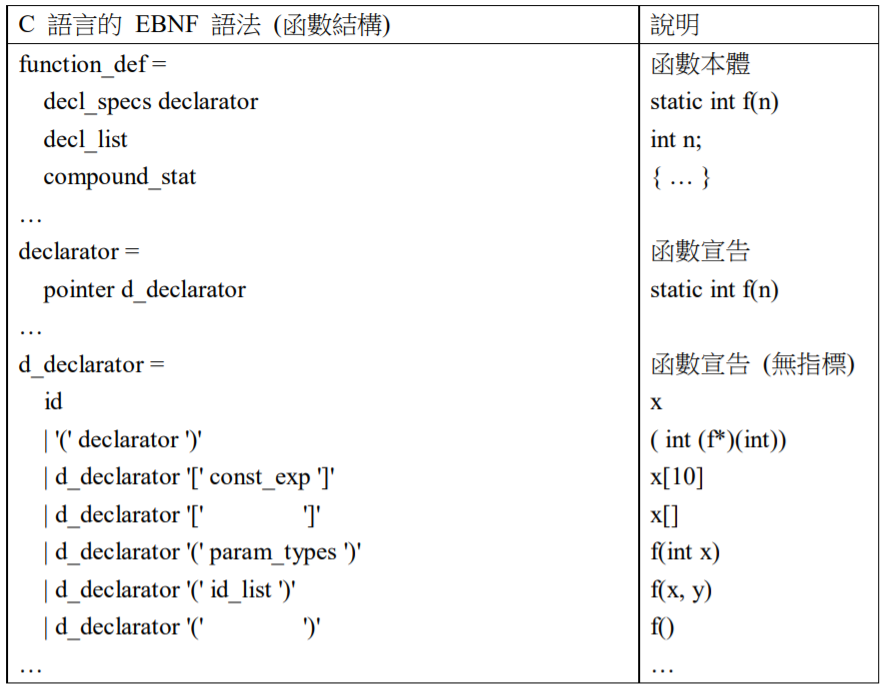 C 語言的 EBNF 語法 (函數結構) 說明
function_def = 函數本體
decl_specs declarator static int f(n)
decl_list int n;
compound_stat { … }
…
declarator = 函數宣告
pointer d_declarator static int f(n)
…
d_declarator = 函數宣告 (無指標)
id x
| '(' declarator ')' ( int (f*)(int))
| d_declarator '[' const_exp ']' x[10]
| d_declarator '[' ']' x[]
| d_declarator '(' param_types ')' f(int x)
| d_declarator '(' id_list ')' f(x, y)
| d_declarator '(' ')' f()
… …